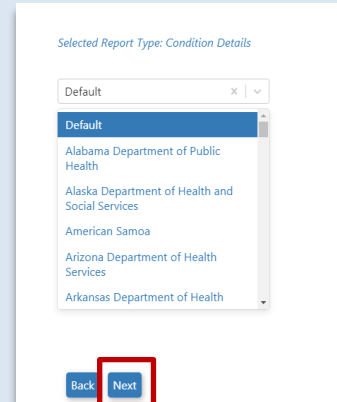 Selected Report Type: Condition Details
Default
Default
Alabama Department of Public
Health
Alaska Department of Health and
Social Services
American Samoa
Arizona Department of Health
Services
Arkansas Department of Health
Back Next